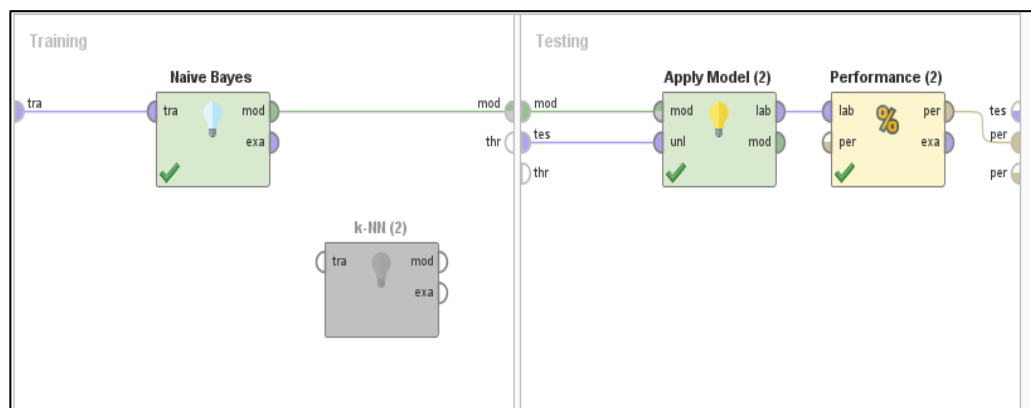 Training
Naive Bayes
tra
tra
mod
exa
mod
thr
k-NN (2)
tra
mod
exa
Testing
Apply Model (2)
Performance (2)
mod
tes
thr
mod
lab
unl
mod
lab
per
per
exa
%
tes
per
per